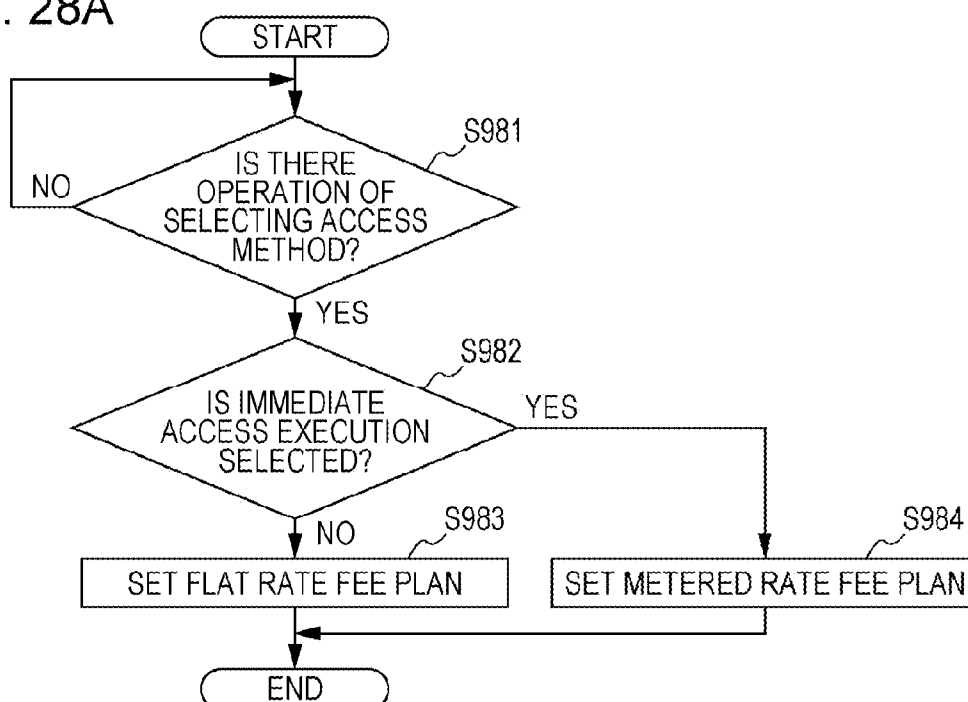 . 28A
START
S981
IS THERE
OPERATION OF
SELECTING ACCESS
METHOD?
NO
YES
S982
IS IMMEDIATE
ACCESS EXECUTION
SELECTED?
YES
NO
S983
S984
SET FLAT RATE FEE PLAN
SET METERED RATE FEE PLAN
END